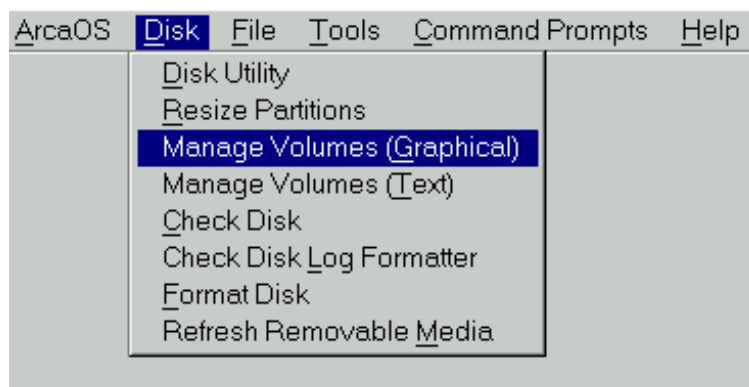 ArcaOS Disk File Tools Command Prompts Help
Disk Utility
Resize Partitions
Manage Volumes (Graphical)
Manage Volumes (Text)
Check Disk
Check Disk Log Formatter
Format Disk
Refresh Removable Media